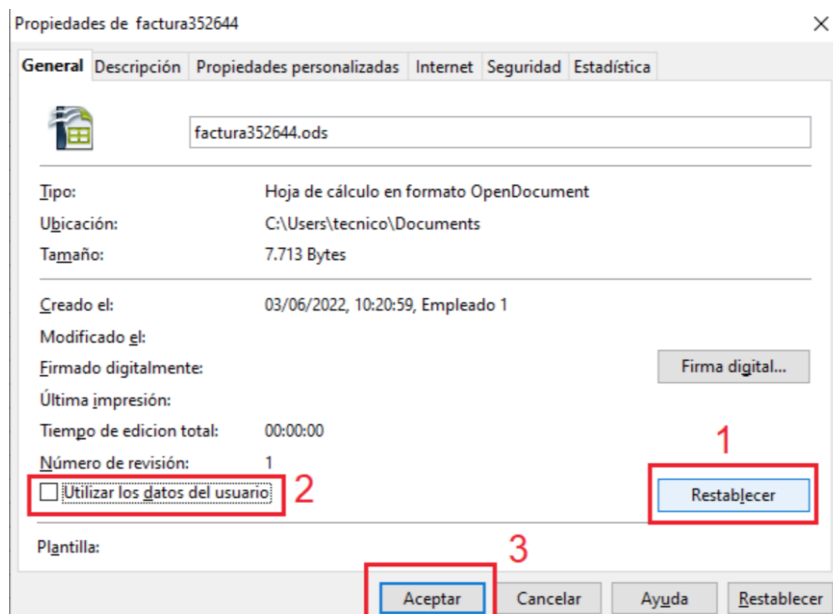 Propiedades de factura352644
General Descripción Propiedades personalizadas Internet Seguridad Estadística
factura352644.ods
Tipo: Hoja de cálculo en formato OpenDocument
Ubicación: C:\Users\tecnico\Documents
Tamaño: 7.713 Bytes
Creado el: 03/06/2022, 10:20:59, Empleado 1
Modificado el:
Firmado digitalmente: Firma digital...
Última impresión:
Tiempo de edicion total: 00:00:00 1
Número de revisión: 1
Utilizar los datos del usuario 2 Restablecer
Plantilla:
3
Aceptar Cancelar Ayuda Restablecer